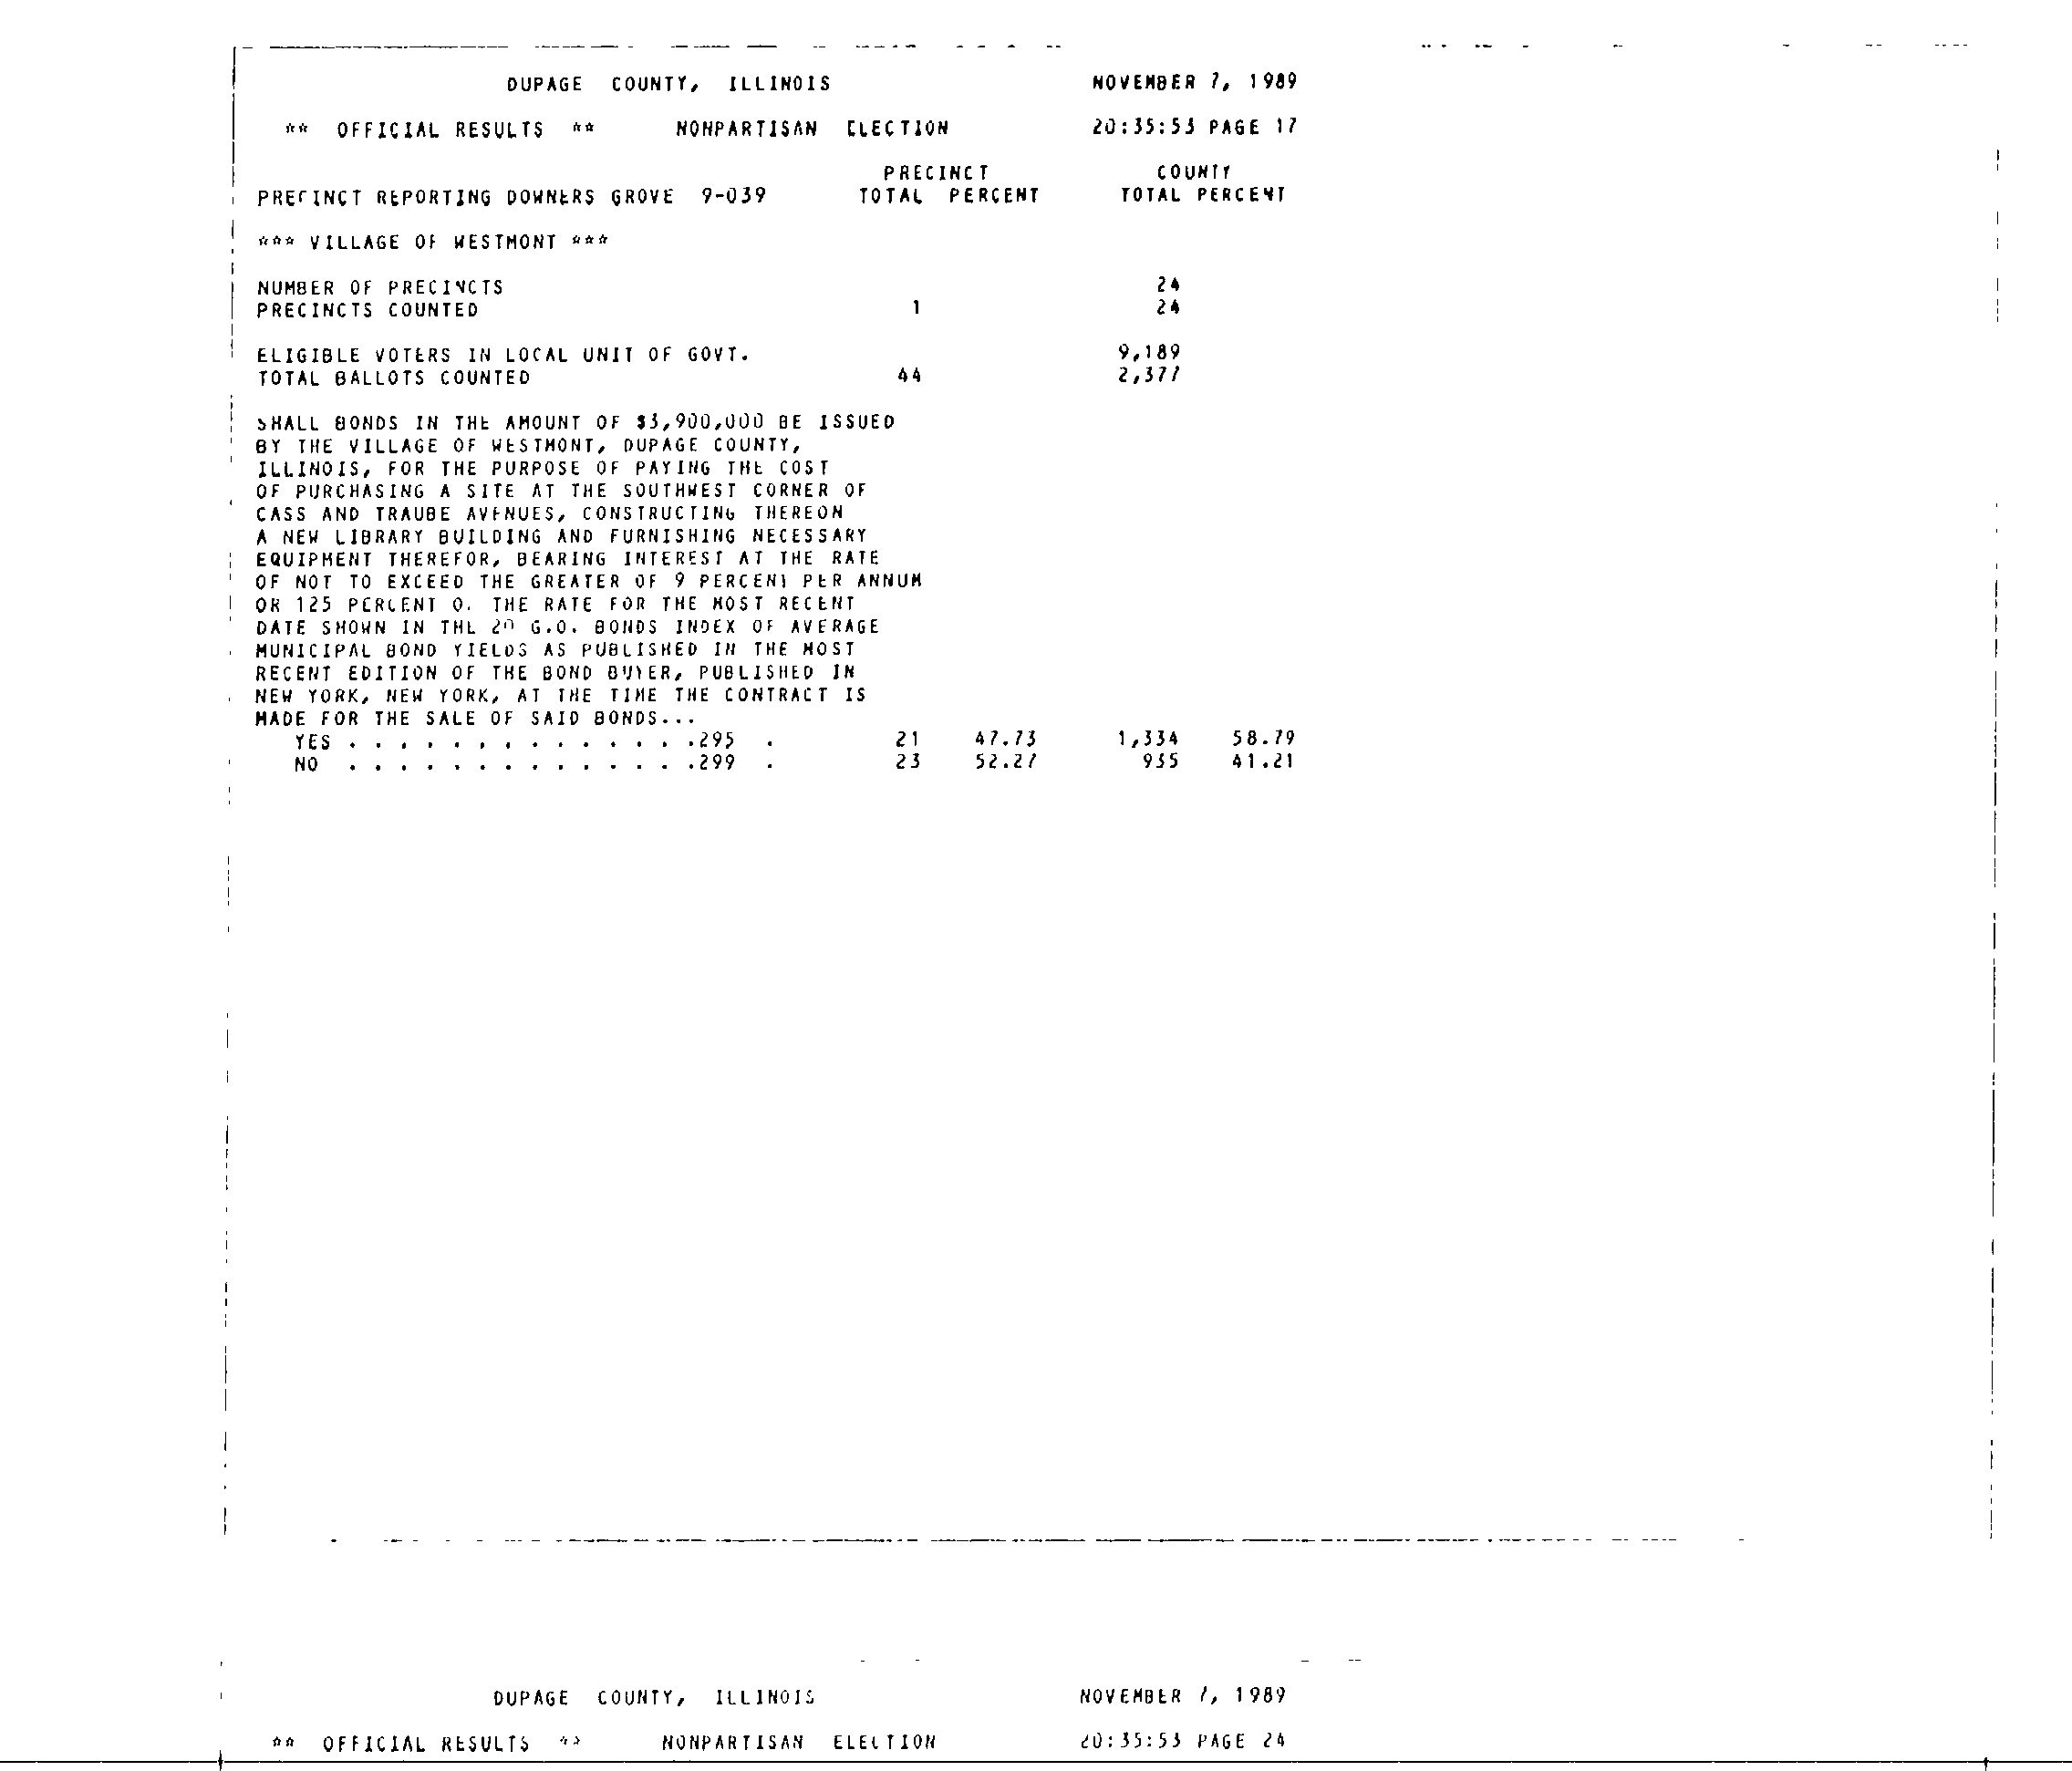 DUPAGE COUNTY, ILLINOIS NOVEMBER 7, 1989
** OFFICIAL RESULTS ** NONPARTISAN ELECTION 20:35:53 PAGE 17
PRECINCT COUNTY
PRECINCT REPORTING DOWNERS GROVE 9-039 TOTAL PERCENT TOTAL PERCENT
*** VILLAGE OF WESTMONT ***
NUMBER OF PRECINCTS 24
PRECINCTS COUNTED 1 24
ELIGIBLE VOTERS IN LOCAL UNIT OF GOVT. 9,189
TOTAL BALLOTS COUNTED 44 2,377
SHALL BONDS IN THE AMOUNT OF $3,900,000 BE ISSUED
BY THE VILLAGE OF WESTMONT, DUPAGE COUNTY,
ILLINOIS, FOR THE PURPOSE OF PAYING THE COST
OF PURCHASING A SITE AT THE SOUTHWEST CORNER OF
CASS AND TRAUBE AVENUES, CONSTRUCTING THEREON
A NEW LIBRARY BUILDING AND FURNISHING NECESSARY
EQUIPMENT THEREFOR, BEARING INTEREST AT THE RATE
OF NOT TO EXCEED THE GREATER OF 9 PERCENT PER ANNUM
OR 125 PERCENT O. THE RATE FOR THE MOST RECENT
DATE SHOWN IN THE 20 G.O. BONDS INDEX OF AVERAGE
MUNICIPAL BOND YIELDS AS PUBLISHED IN THE MOST
RECENT EDITION OF THE BOND BUYER, PUBLISHED IN
NEW YORK, NEW YORK, AT THE TIME THE CONTRACT IS
MADE FOR THE SALE OF SAID BONDS...
YES . . . . . . . . . . . . . .295 . 21 47.73 1,334 58.79
NO . . . . . . . . . . . . . .299 . 23 52.27 935 41.21
DUPAGE COUNTY, ILLINOIS NOVEMBER 7, 1989
** OFFICIAL RESULTS ** NONPARTISAN ELECTION 20:35:53 PAGE 24